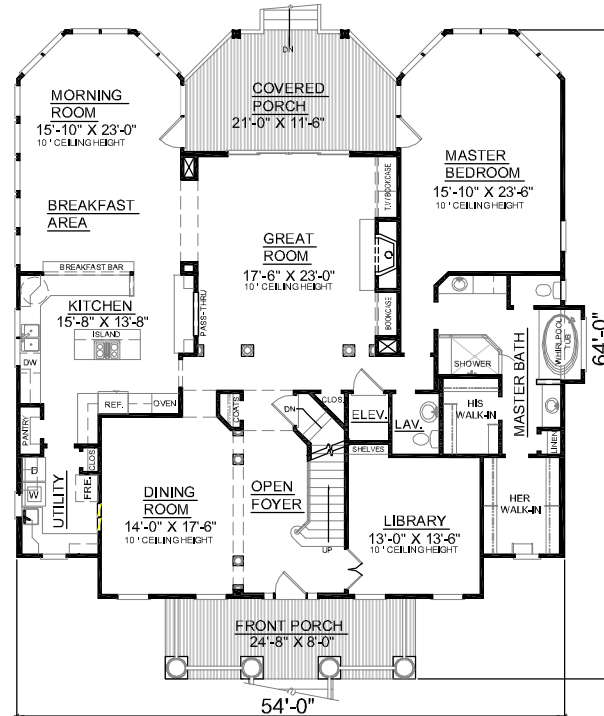 DN
MORNING
ROOM
15'-10" X 23'-0"
10' CEILING HEIGHT
COVERED
PORCH
21'-0" X 11'-6"
MASTER
BEDROOM
15'-10" X 23'-6"
10' CEILING HEIGHT
T.V./ BOOKCASE
BREAKFAST
AREA
GREAT
ROOM
17'-6" X 23'-0"
10' CEILING HEIGHT
BREAKFAST BAR
KITCHEN
15'-8" X 13'-8"
ISLAND
PASS-THRU
BOOKCASE
DW
SHOWER
WHIRLPOOL
TUB
64'-0"
MASTER BATH
REF.
OVEN
COATS
CLOS.
DN
ELEV.
LAV.
HIS
WALK-IN
PANTRY
CLOS
LINEN
SHELVES
D
W
FRE.
UTILITY
DINING
ROOM
14'-0" X 17'-6"
10' CEILING HEIGHT
OPEN
FOYER
UP
LIBRARY
13'-0" X 13'-6"
10' CEILING HEIGHT
HER
WALK-IN
FRONT PORCH
24'-8" X 8'-0"
54'-0"